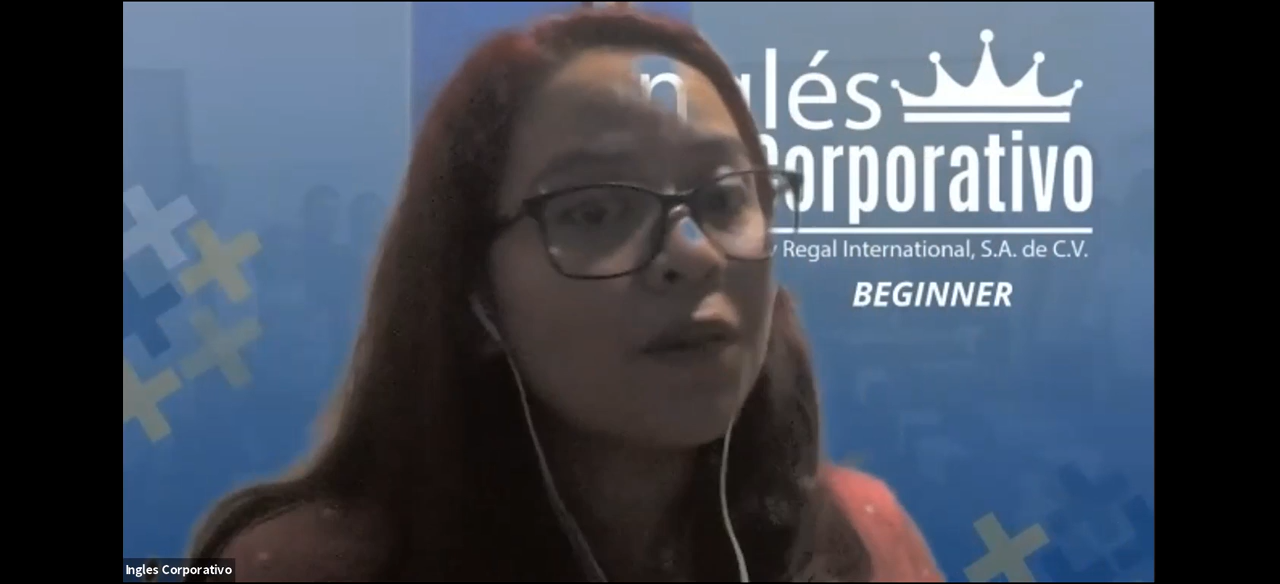 nglés
Corporativo
y Regal International, S.A. de C.V.
BEGINNER
Ingles Corporativo